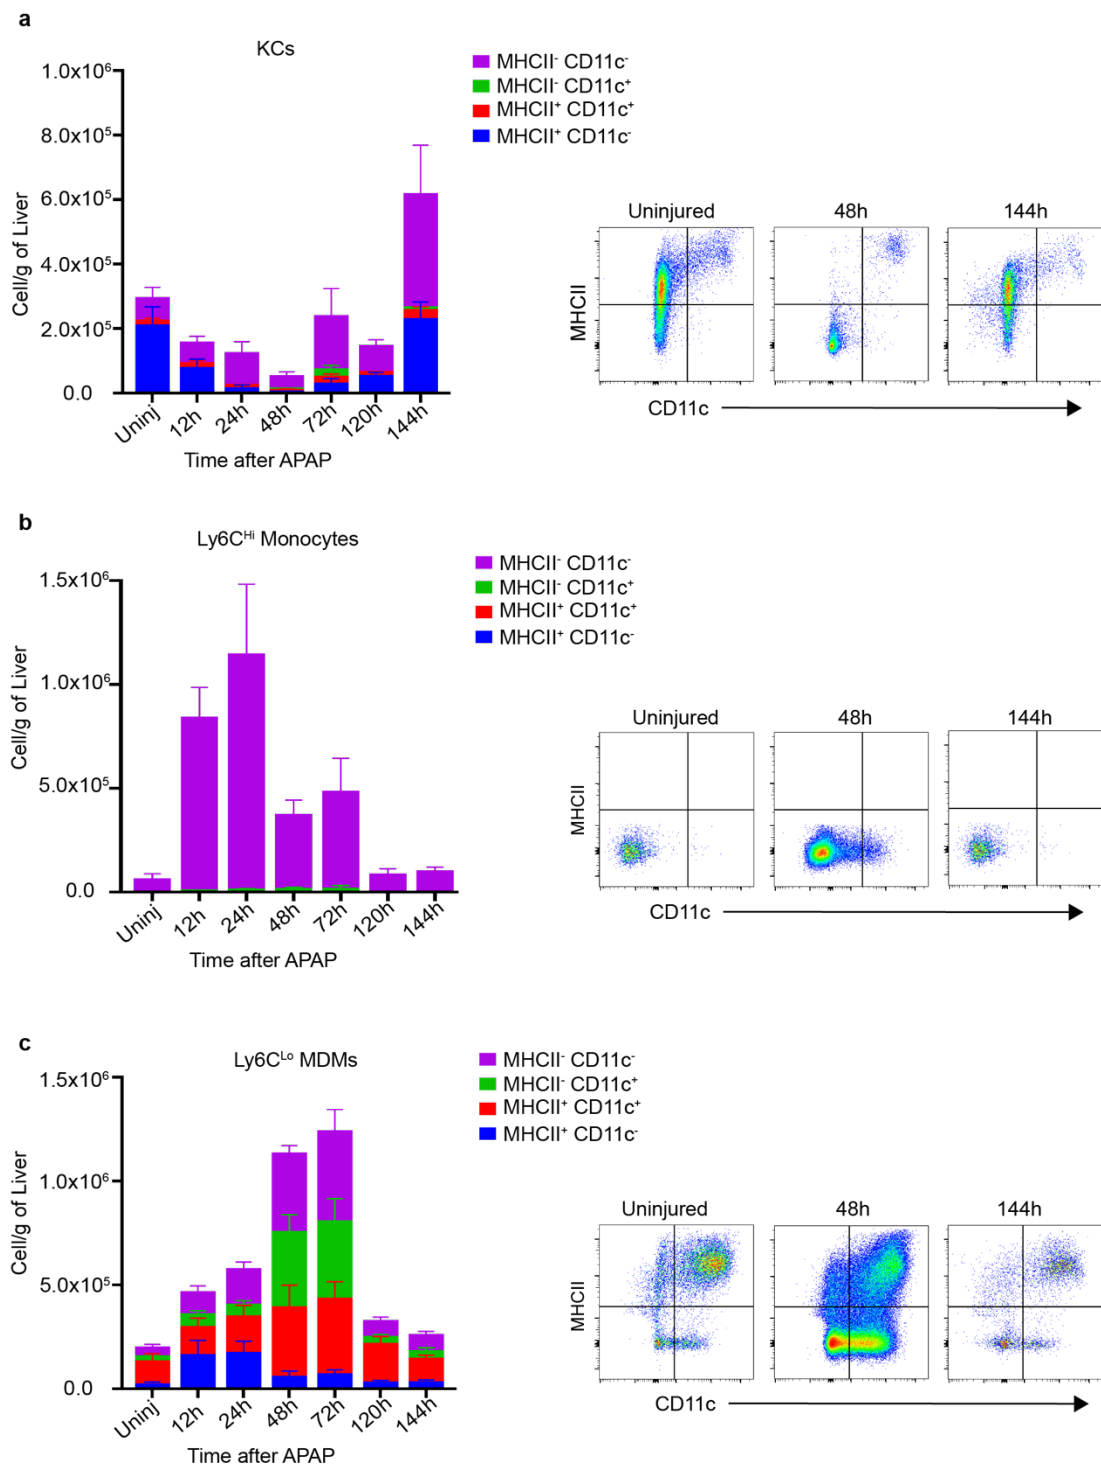 a
KCs
1.0x10⁶
8.0x10⁵
6.0x10⁵
4.0x10⁵
2.0x10⁵
0.0
Cell/g of Liver
Uninj 12h 24h 48h 72h 120h 144h
Time after APAP
MHCII⁻ CD11c⁻
MHCII⁻ CD11c⁺
MHCII⁺ CD11c⁺
MHCII⁺ CD11c⁻
Uninjured 48h 144h
MHCII
CD11c
b
Ly6Cᴴⁱ Monocytes
1.5x10⁶
1.0x10⁶
5.0x10⁵
0.0
Cell/g of Liver
Uninj 12h 24h 48h 72h 120h 144h
Time after APAP
MHCII⁻ CD11c⁻
MHCII⁻ CD11c⁺
MHCII⁺ CD11c⁺
MHCII⁺ CD11c⁻
Uninjured 48h 144h
MHCII
CD11c
c
Ly6Cᴸᵒ MDMs
1.5x10⁶
1.0x10⁶
5.0x10⁵
0.0
Cell/g of Liver
Uninj 12h 24h 48h 72h 120h 144h
Time after APAP
MHCII⁻ CD11c⁻
MHCII⁻ CD11c⁺
MHCII⁺ CD11c⁺
MHCII⁺ CD11c⁻
Uninjured 48h 144h
MHCII
CD11c